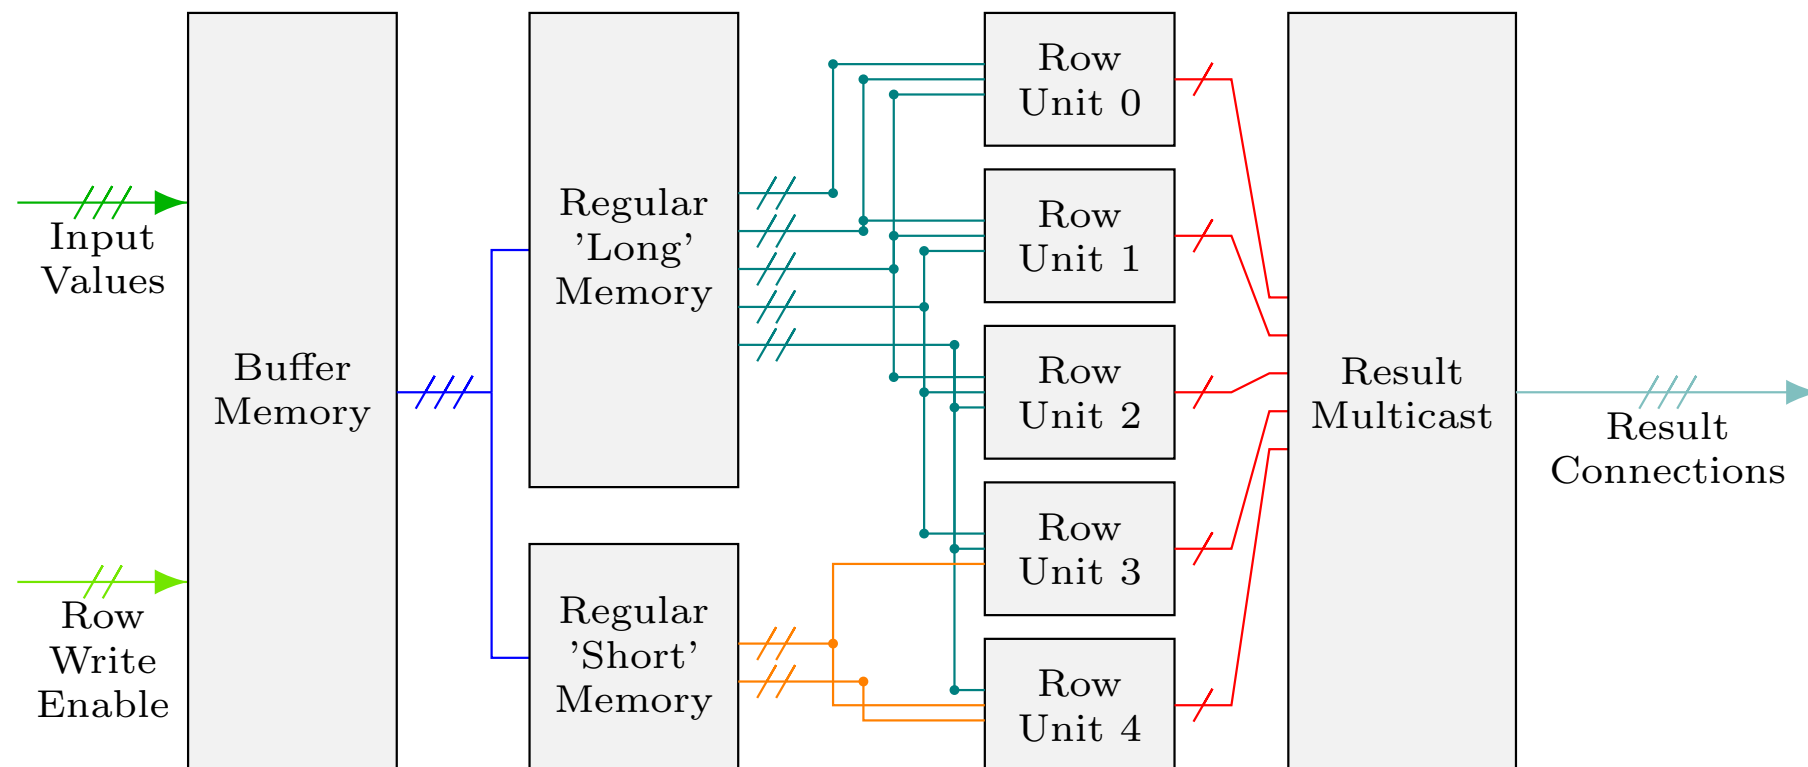 Input
Values
Row
Write
Enable
Buffer
Memory
Regular
'Long'
Memory
Regular
'Short'
Memory
Row
Unit 0
Row
Unit 1
Row
Unit 2
Row
Unit 3
Row
Unit 4
Result
Multicast
Result
Connections